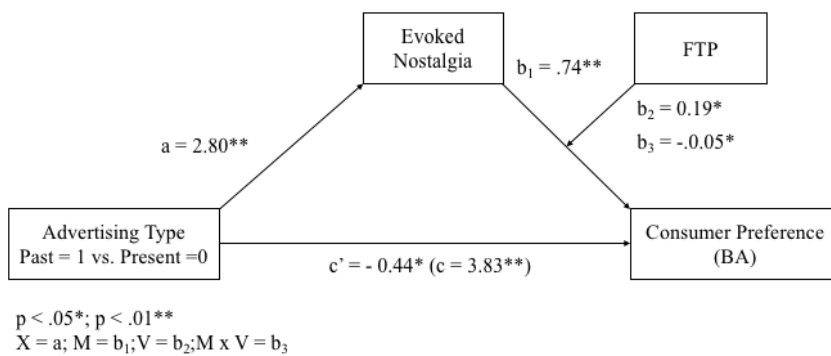 Evoked
Nostalgia
b₁ = .74**
FTP
b₂ = 0.19*
b₃ = -.0.05*
a = 2.80**
Advertising Type
Past = 1 vs. Present =0
Consumer Preference
(BA)
c’ = - 0.44* (c = 3.83**)
p < .05*; p < .01**
X = a; M = b₁;V = b₂;M x V = b₃